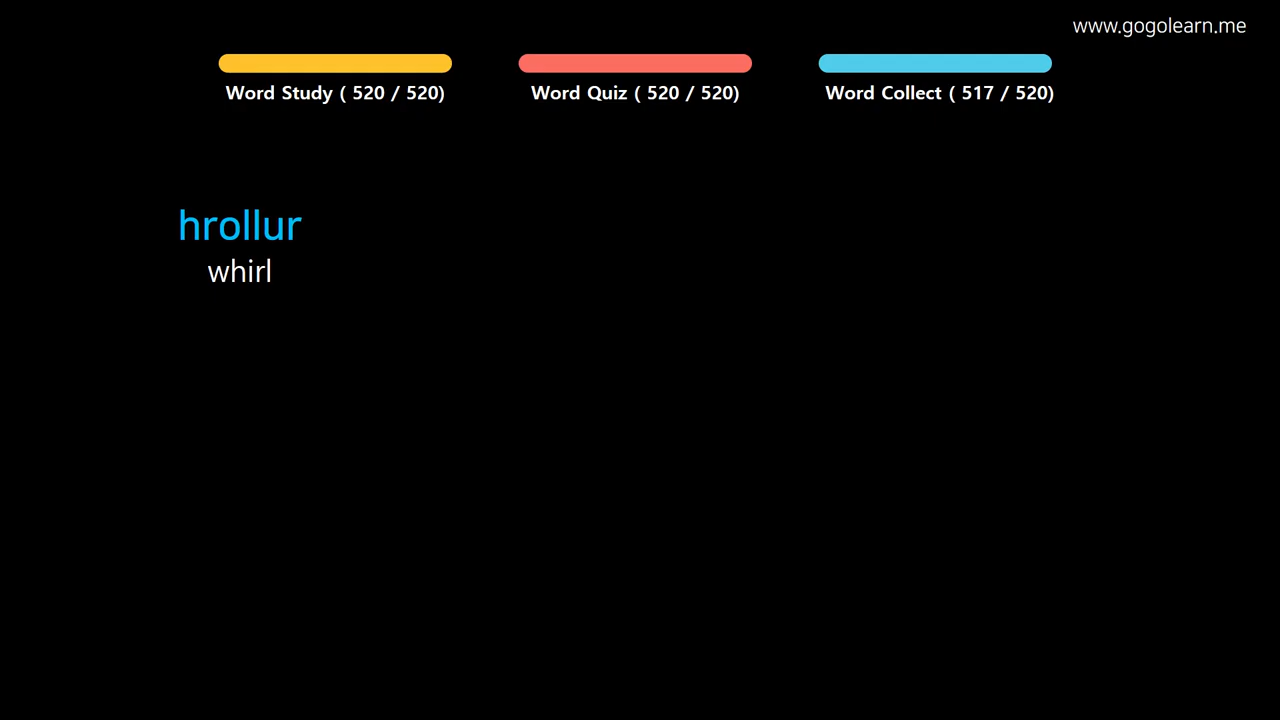 www.gogolearn.me
Word Study ( 520 / 520)
Word Quiz ( 520 / 520)
Word Collect ( 517 / 520)
hrollur
whirl